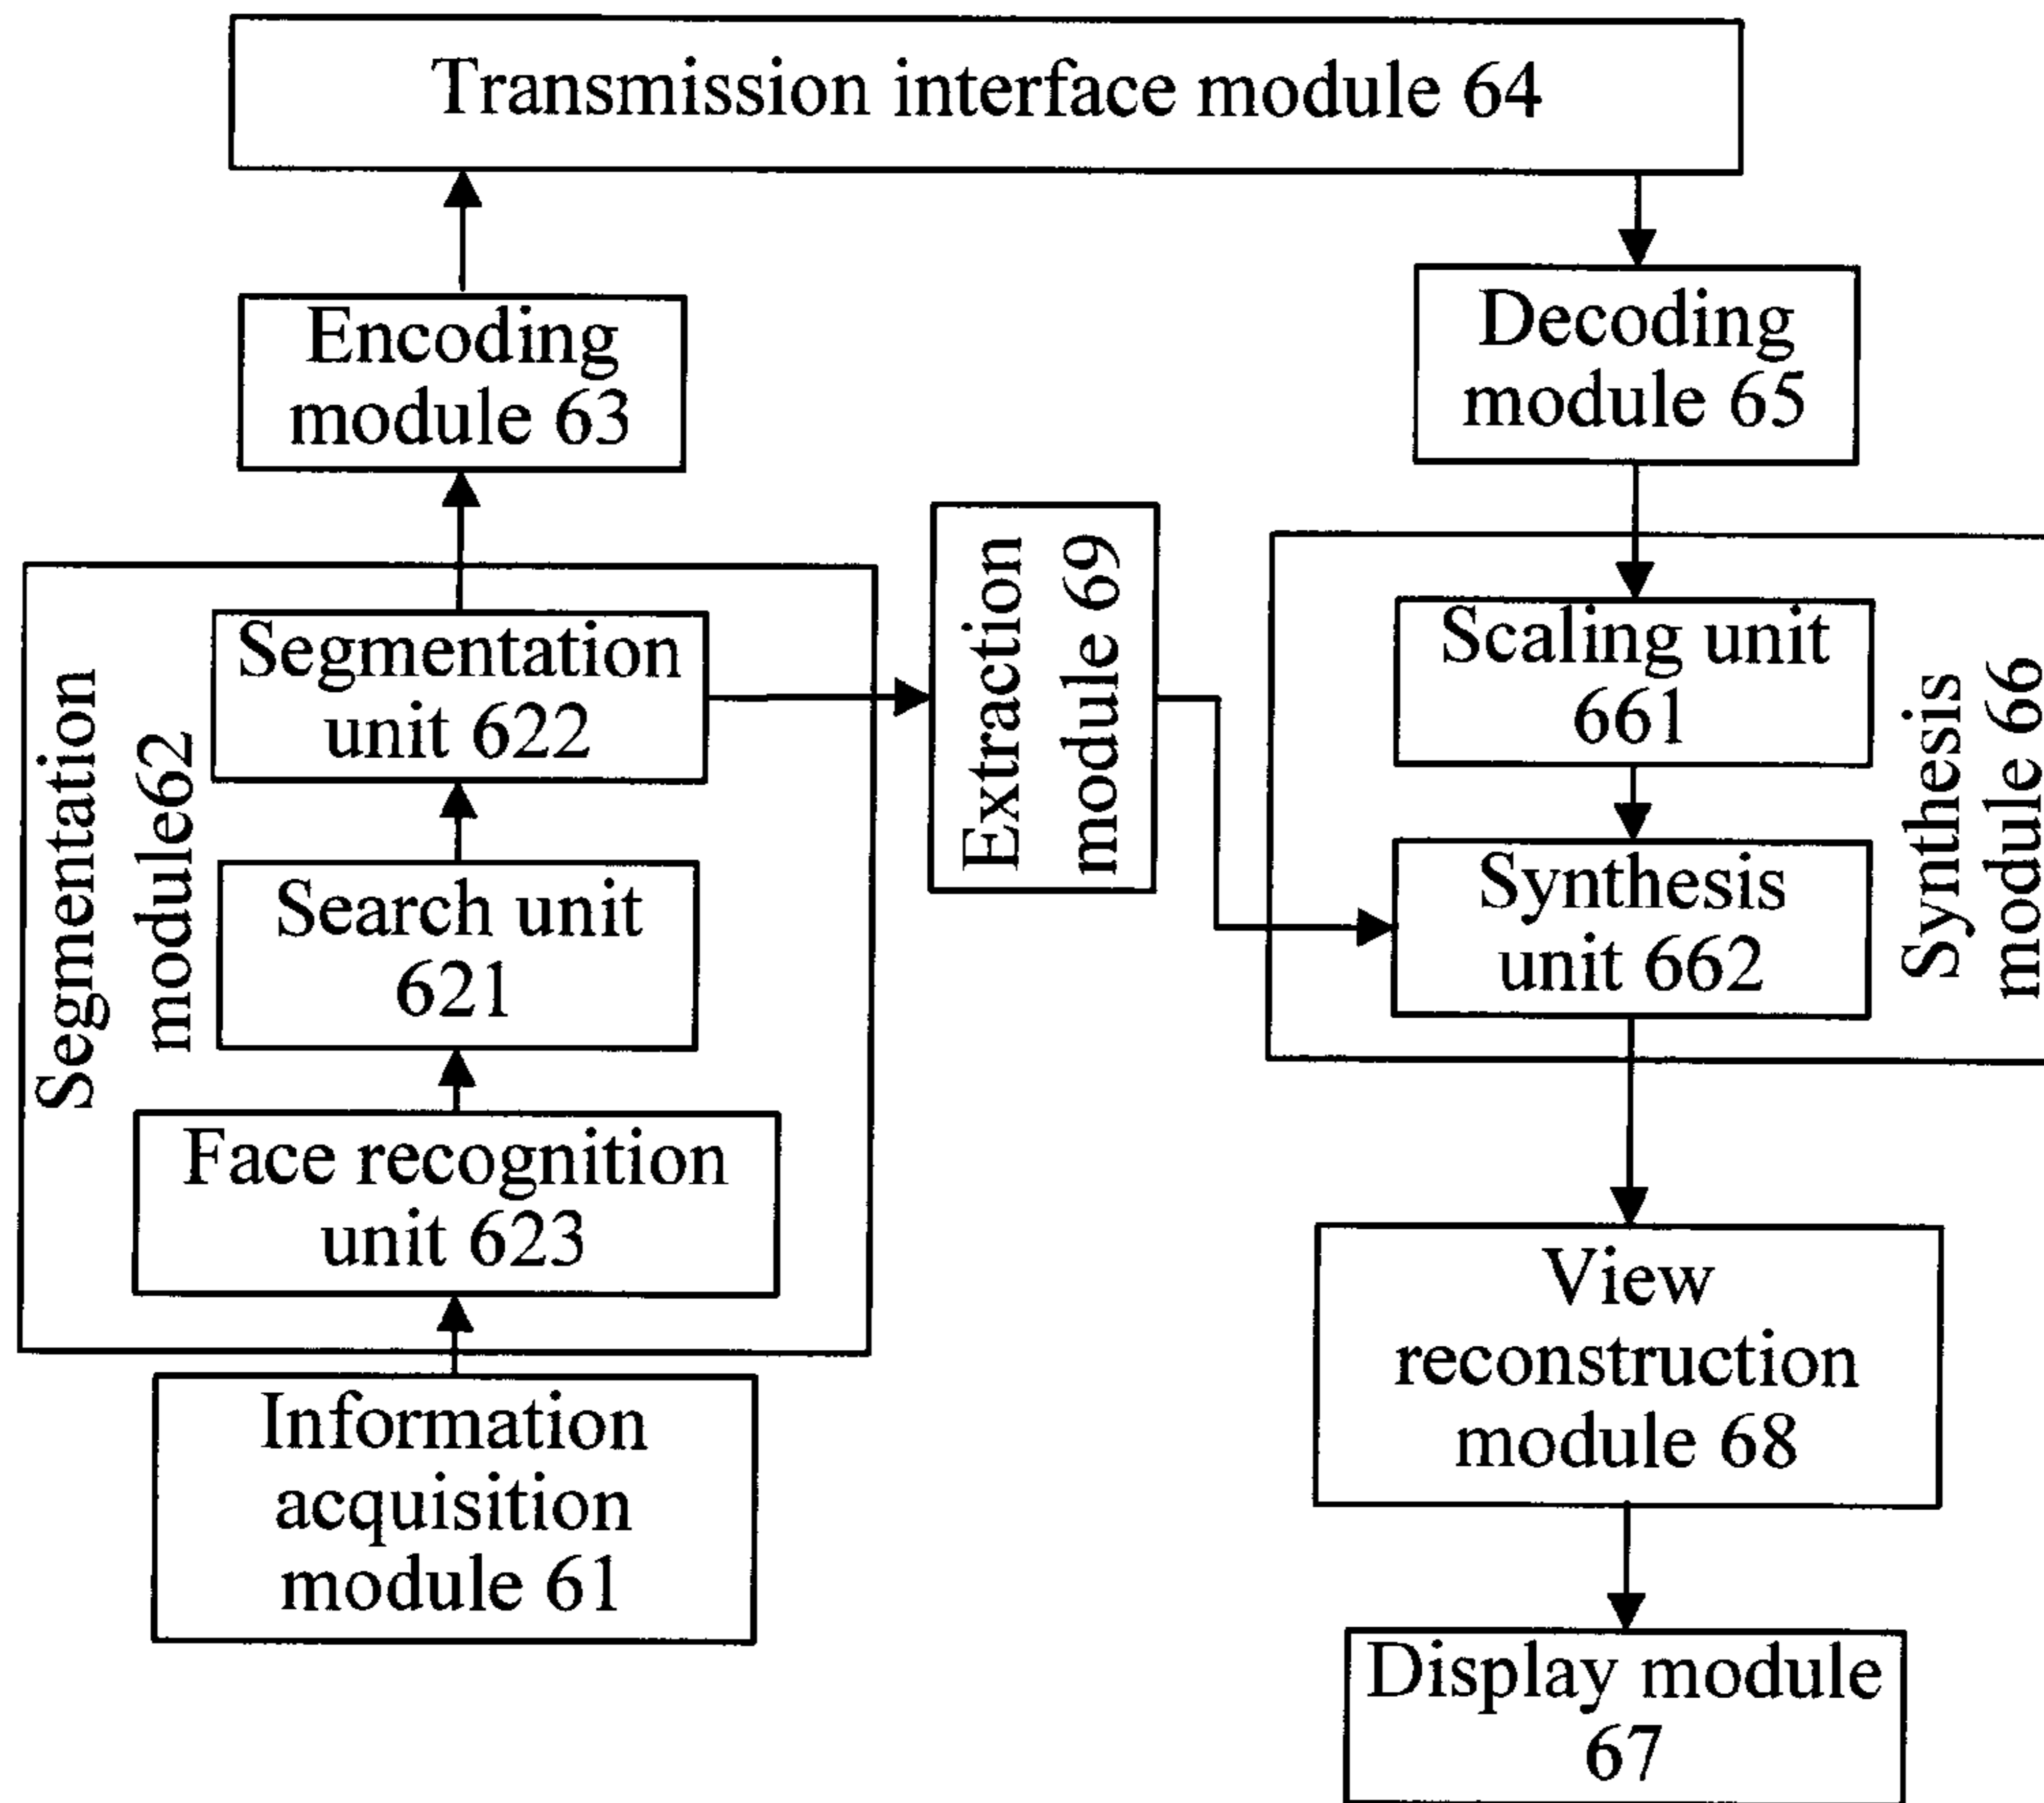 Transmission interface module 64
Encoding
module 63
Decoding
module 65
Segmentation
module62
Segmentation
unit 622
Search unit
621
Face recognition
unit 623
Information
acquisition
module 61
Extraction
module 69
Scaling unit
661
Synthesis
unit 662
Synthesis
module 66
View
reconstruction
module 68
Display module
67